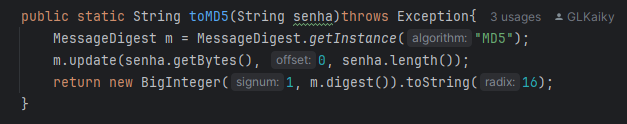 public static String toMD5(String senha)throws Exception{ 3 usages GLKaiky
MessageDigest m = MessageDigest.getInstance( algorithm: "MD5");
m.update(senha.getBytes(), offset: 0, senha.length());
return new BigInteger( signum: 1, m.digest()).toString( radix: 16);
}